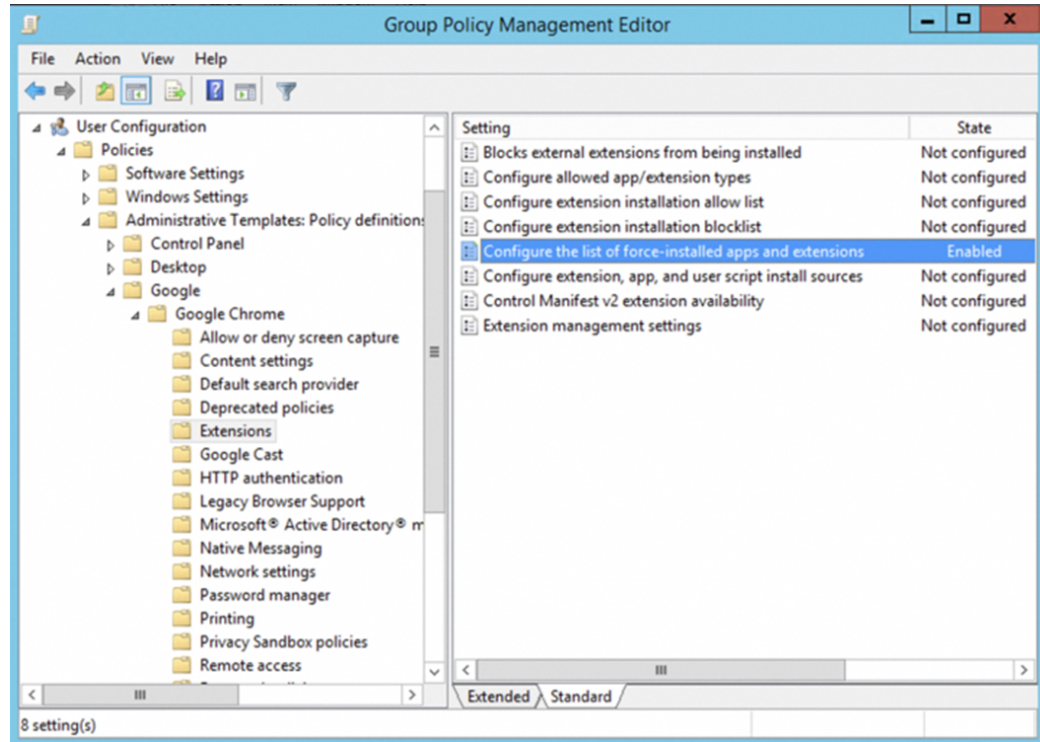 Group Policy Management Editor
File Action View Help
User Configuration
Policies
Software Settings
Windows Settings
Administrative Templates: Policy definitions
Control Panel
Desktop
Google
Google Chrome
Allow or deny screen capture
Content settings
Default search provider
Deprecated policies
Extensions
Google Cast
HTTP authentication
Legacy Browser Support
Microsoft® Active Directory® m
Native Messaging
Network settings
Password manager
Printing
Privacy Sandbox policies
Remote access
Setting State
Blocks external extensions from being installed Not configured
Configure allowed app/extension types Not configured
Configure extension installation allow list Not configured
Configure extension installation blocklist Not configured
Configure the list of force-installed apps and extensions Enabled
Configure extension, app, and user script install sources Not configured
Control Manifest v2 extension availability Not configured
Extension management settings Not configured
Extended Standard
8 setting(s)